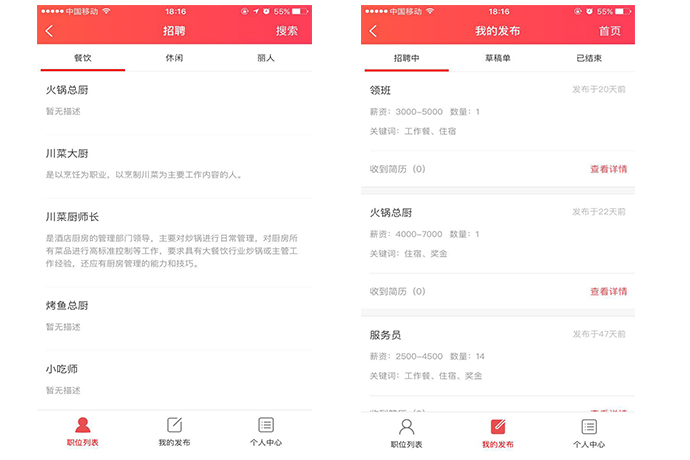 中国移动 18:16 55%
招聘 搜索
餐饮 休闲 丽人
火锅总厨
暂无描述
川菜大厨
是以烹饪为职业，以烹制川菜为主要工作内容的人。
川菜厨师长
是酒店厨房的管理部门领导，主要对炒锅进行日常管理，对厨房所
有菜品进行高标准控制等工作，要求具有大餐饮行业炒锅或主管工
作经验，还应有厨房管理的能力和技巧。
烤鱼总厨
暂无描述
小吃师
暂无描述
职位列表 我的发布 个人中心
中国移动 18:16 55%
我的发布 首页
招聘中 草稿单 已结束
领班 发布于20天前
薪资：3000-5000 数量：1
关键词：工作餐、住宿
收到简历（0） 查看详情
火锅总厨 发布于22天前
薪资：4000-7000 数量：1
关键词：住宿、奖金
收到简历（0） 查看详情
服务员 发布于47天前
薪资：2500-4500 数量：14
关键词：工作餐、住宿、奖金
职位列表 我的发布 个人中心